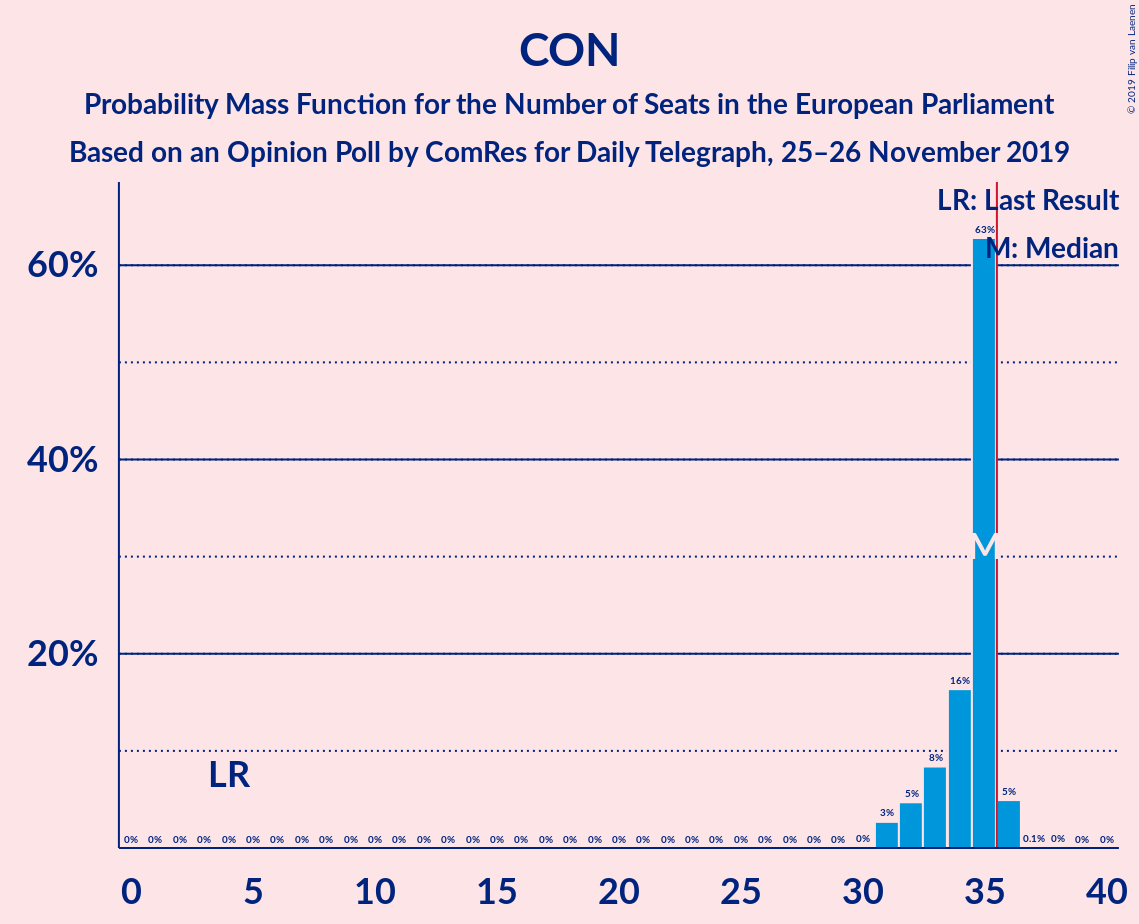 © 2019 Filip van Laenen
CON
Probability Mass Function for the Number of Seats in the European Parliament
Based on an Opinion Poll by ComRes for Daily Telegraph, 25–26 November 2019
LR: Last Result
M: Median
60%
40%
20%
63%
M
LR
0% 0% 0% 0% 0% 0% 0% 0% 0% 0% 0% 0% 0% 0% 0% 0% 0% 0% 0% 0% 0% 0% 0% 0% 0% 0% 0% 0% 0% 0% 0% 3% 5% 8% 16% 5% 0.1% 0% 0% 0%
0 5 10 15 20 25 30 35 40